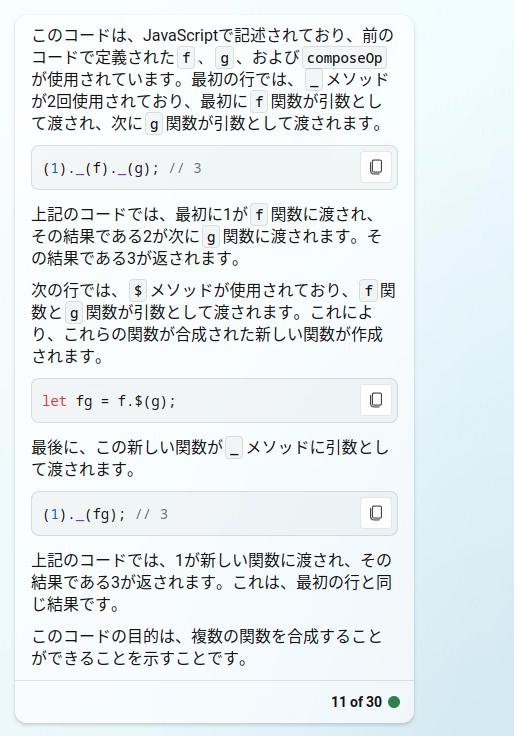 このコードは、JavaScriptで記述されており、前の
コードで定義された f 、 g 、および composeOp
が使用されています。最初の行では、 _ メソッド
が2回使用されており、最初に f 関数が引数とし
て渡され、次に g 関数が引数として渡されます。
(1)._(f)._(g); // 3
上記のコードでは、最初に1が f 関数に渡され、
その結果である2が次に g 関数に渡されます。そ
の結果である3が返されます。
次の行では、 $ メソッドが使用されており、 f 関
数と g 関数が引数として渡されます。これによ
り、これらの関数が合成された新しい関数が作成
されます。
let fg = f.$(g);
最後に、この新しい関数が _ メソッドに引数とし
て渡されます。
(1)._(fg); // 3
上記のコードでは、1が新しい関数に渡され、その
結果である3が返されます。これは、最初の行と同
じ結果です。
このコードの目的は、複数の関数を合成すること
ができることを示すことです。
11 of 30